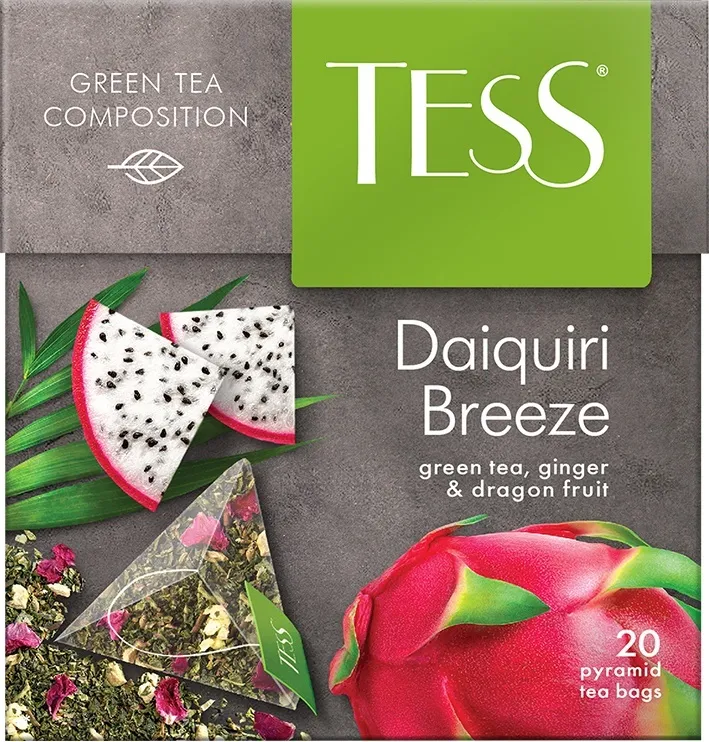 GREEN TEA
COMPOSITION
TESS®
Daiquiri
Breeze
green tea, ginger
& dragon fruit
TESS
20
pyramid
tea bags